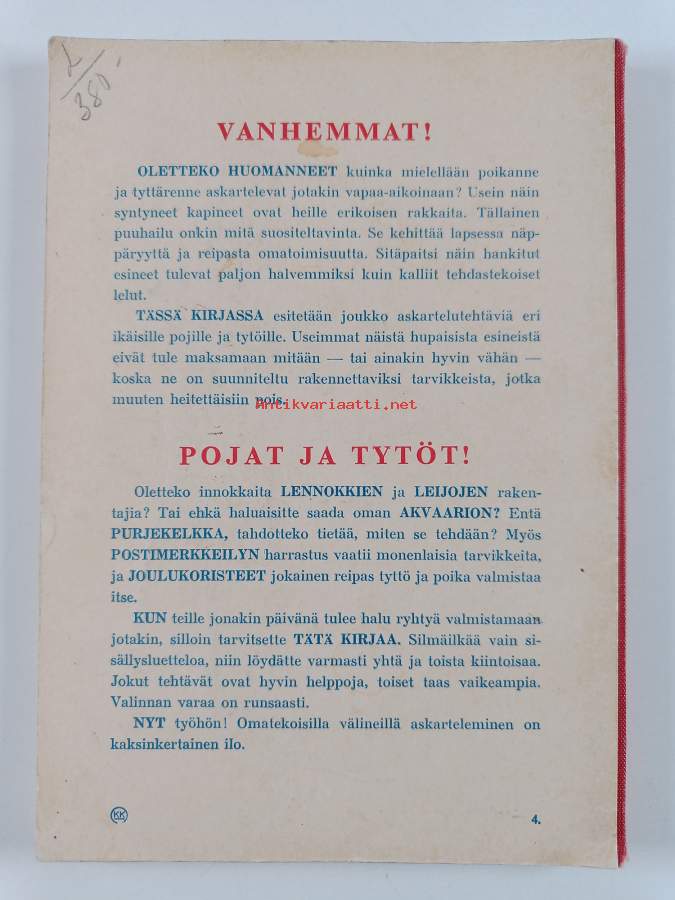 380
VANHEMMAT!
OLETTEKO HUOMANNEET kuinka mielellään poikanne
ja tyttärenne askartelevat jotakin vapaa-aikoinaan? Usein näin
syntyneet kapineet ovat heille erikoisen rakkaita. Tällainen
puuhailu onkin mitä suositeltavinta. Se kehittää lapsessa näp-
päryyttä ja reipasta omatoimisuutta. Sitäpaitsi näin hankitut
esineet tulevat paljon halvemmiksi kuin kalliit tehdastekoiset
lelut.
TÄSSÄ KIRJASSA esitetään joukko askartelutehtäviä eri
ikäisille pojille ja tytöille. Useimmat näistä hupaisista esineistä
eivät tule maksamaan mitään — tai ainakin hyvin vähän —
koska ne on suunniteltu rakennettaviksi tarvikkeista, jotka
muuten heitettäisiin pois.
antikvariaatti.net
POJAT JA TYTÖT!
Oletteko innokkaita LENNOKKIEN ja LEIJOJEN raken-
tajia? Tai ehkä haluaisitte saada oman AKVAARION? Entä
PURJEKELKKA, tahdotteko tietää, miten se tehdään? Myös
POSTIMERKKEILYN harrastus vaatii monenlaisia tarvikkeita,
ja JOULUKORISTEET jokainen reipas tyttö ja poika valmistaa
itse.
KUN teille jonakin päivänä tulee halu ryhtyä valmistamaan
jotakin, silloin tarvitsette TÄTÄ KIRJAA. Silmäilkää vain si-
sällysluetteloa, niin löydätte varmasti yhtä ja toista kiintoisaa.
Jokut tehtävät ovat hyvin helppoja, toiset taas vaikeampia.
Valinnan varaa on runsaasti.
NYT työhön! Omatekoisilla välineillä askarteleminen on
kaksinkertainen ilo.
KK
4.